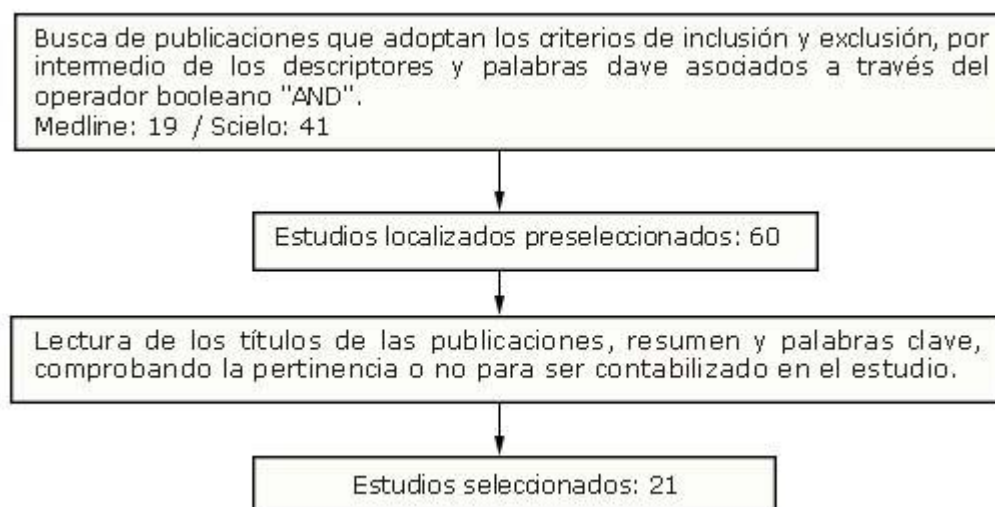 Busca de publicaciones que adoptan los criterios de inclusión y exclusión, por
intermedio de los descriptores y palabras clave asociados a través del
operador booleano "AND".
Medline: 19 / Scielo: 41
Estudios localizados preseleccionados: 60
Lectura de los títulos de las publicaciones, resumen y palabras clave,
comprobando la pertinencia o no para ser contabilizado en el estudio.
Estudios seleccionados: 21